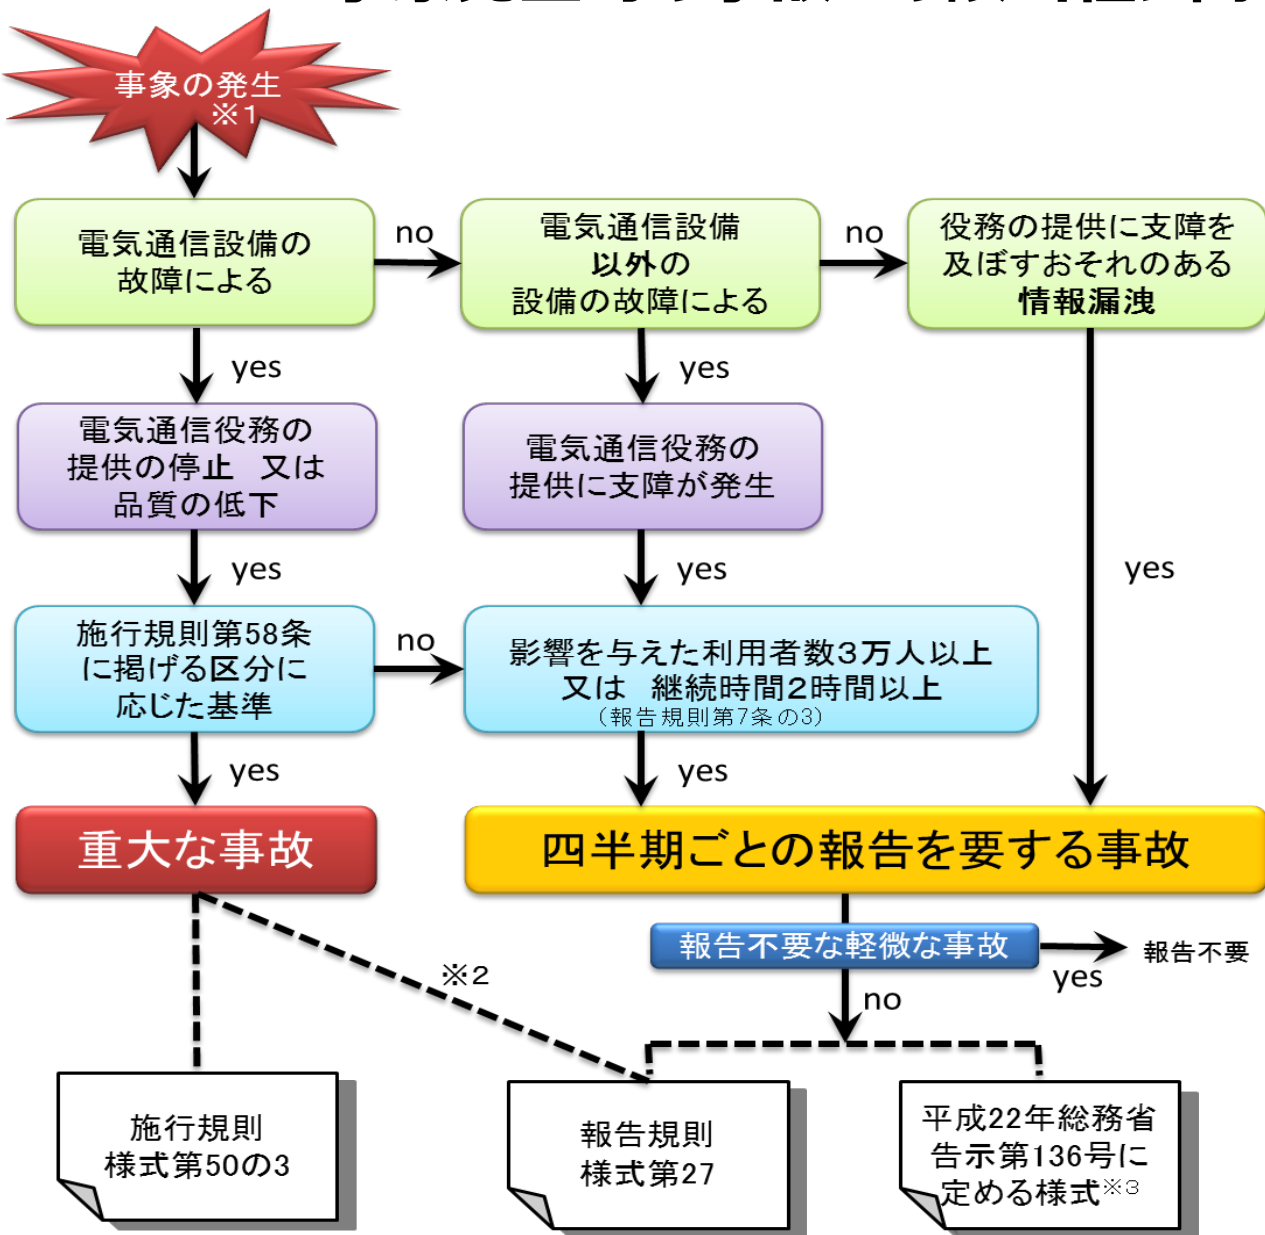 事象の発生
※1
電気通信設備の
故障による
no
電気通信設備
以外の
設備の故障による
no
役務の提供に支障を
及ぼすおそれのある
情報漏洩
yes
yes
電気通信役務の
提供の停止 又は
品質の低下
電気通信役務の
提供に支障が発生
yes
yes
yes
施行規則第58条
に掲げる区分に
応じた基準
no
影響を与えた利用者数3万人以上
又は 継続時間2時間以上
(報告規則第7条の3)
yes
yes
重大な事故
四半期ごとの報告を要する事故
報告不要な軽微な事故
yes
報告不要
※2
no
施行規則
様式第50の3
報告規則
様式第27
平成22年総務省
告示第136号に
定める様式※3